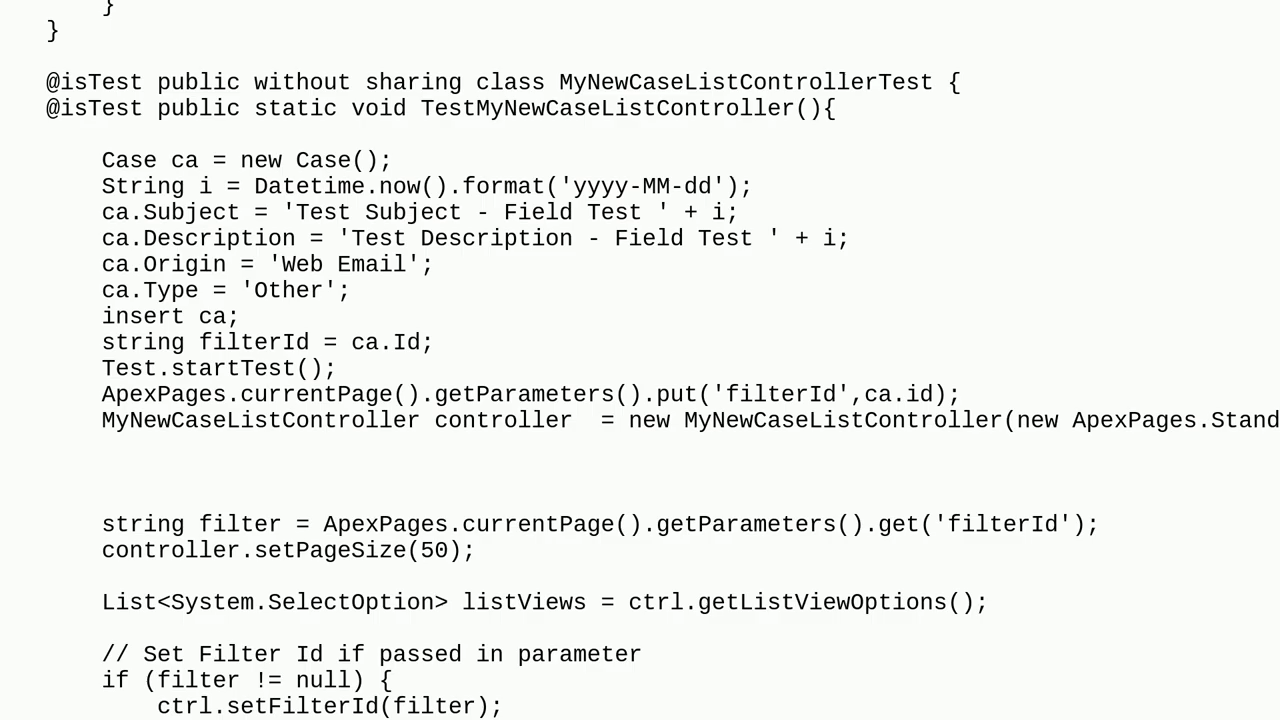 }
}
@isTest public without sharing class MyNewCaseListControllerTest {
@isTest public static void TestMyNewCaseListController(){
Case ca = new Case();
String i = Datetime.now().format('yyyy-MM-dd');
ca.Subject = 'Test Subject - Field Test ' + i;
ca.Description = 'Test Description - Field Test ' + i;
ca.Origin = 'Web Email';
ca.Type = 'Other';
insert ca;
string filterId = ca.Id;
Test.startTest();
ApexPages.currentPage().getParameters().put('filterId',ca.id);
MyNewCaseListController controller  = new MyNewCaseListController(new ApexPages.Stand
string filter = ApexPages.currentPage().getParameters().get('filterId');
controller.setPageSize(50);
List<System.SelectOption> listViews = ctrl.getListViewOptions();
// Set Filter Id if passed in parameter
if (filter != null) {
ctrl.setFilterId(filter);